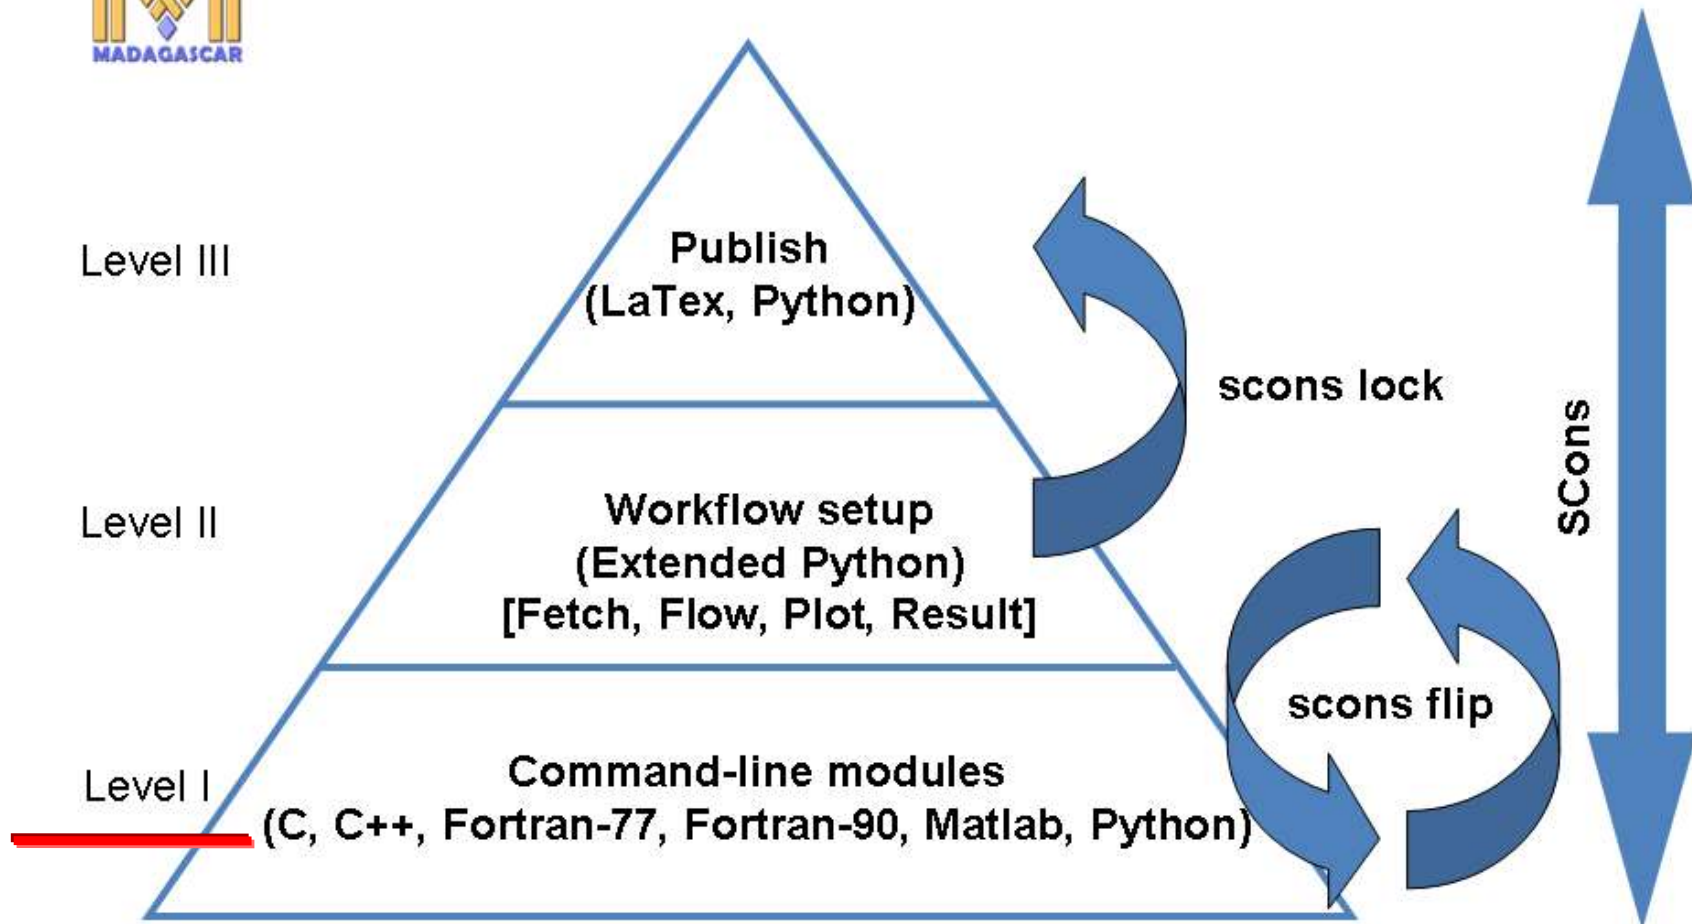 MADAGASCAR
Level III
Publish
(LaTex, Python)
scons lock
SCons
Level II
Workflow setup
(Extended Python)
[Fetch, Flow, Plot, Result]
scons flip
Level I
Command-line modules
(C, C++, Fortran-77, Fortran-90, Matlab, Python)